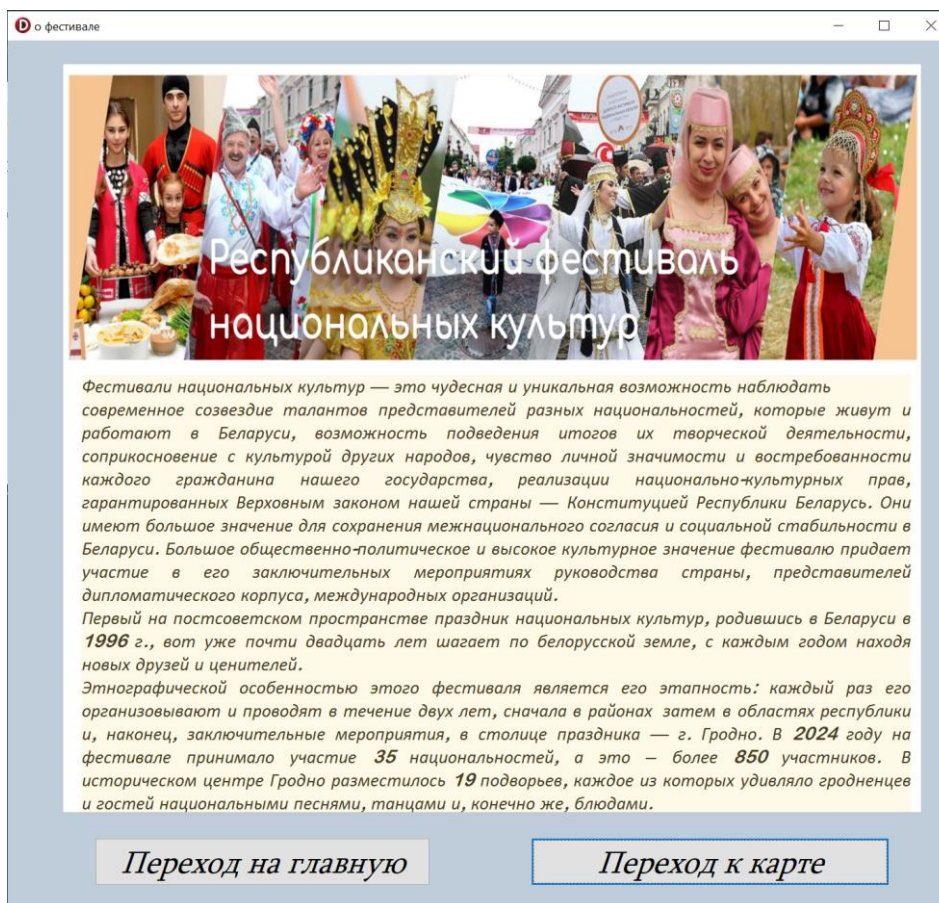 о фестивале
Республиканский фестиваль
национальных культур
Фестивали национальных культур — это чудесная и уникальная возможность наблюдать
современное созвездие талантов представителей разных национальностей, которые живут и
работают в Беларуси, возможность подведения итогов их творческой деятельности,
соприкосновение с культурой других народов, чувство личной значимости и востребованности
каждого гражданина нашего государства, реализации национально-культурных прав,
гарантированных Верховным законом нашей страны — Конституцией Республики Беларусь. Они
имеют большое значение для сохранения межнационального согласия и социальной стабильности в
Беларуси. Большое общественно-политическое и высокое культурное значение фестивалю придает
участие в его заключительных мероприятиях руководства страны, представителей
дипломатического корпуса, международных организаций.
Первый на постсоветском пространстве праздник национальных культур, родившись в Беларуси в
1996 г., вот уже почти двадцать лет шагает по белорусской земле, с каждым годом находя
новых друзей и ценителей.
Этнографической особенностью этого фестиваля является его этапность: каждый раз его
организовывают и проводят в течение двух лет, сначала в районах затем в областях республики
и, наконец, заключительные мероприятия, в столице праздника — г. Гродно. В 2024 году на
фестивале принимало участие 35 национальностей, а это – более 850 участников. В
историческом центре Гродно разместилось 19 подворьев, каждое из которых удивляло гродненцев
и гостей национальными песнями, танцами и, конечно же, блюдами.
Переход на главную
Переход к карте